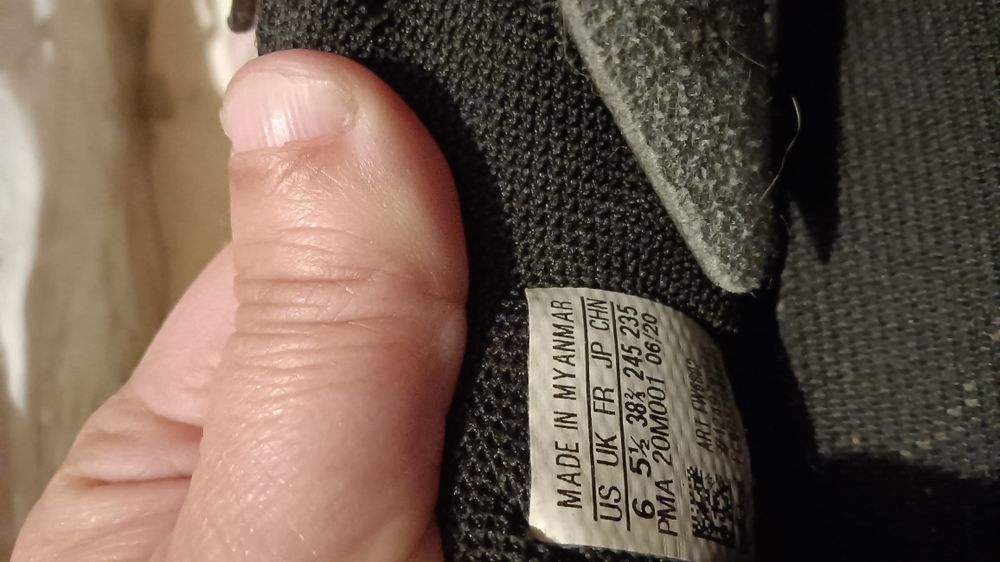 MADE IN MYANMAR
US UK FR JP CHN
6 5½ 38⅔ 245 235
PMA 20M001 06/20
ART